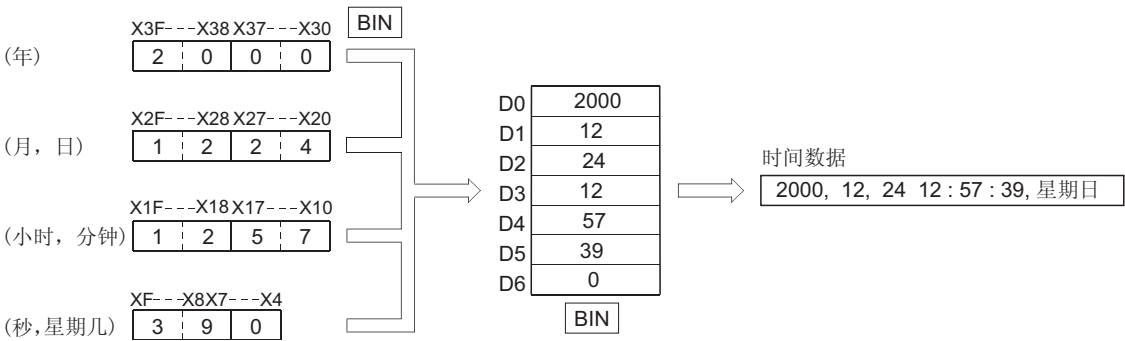 X3F---X38 X37---X30
BIN
(年)
2 0 0 0
X2F---X28 X27---X20
(月, 日)
1 2 2 4
X1F---X18 X17---X10
(小时, 分钟)
1 2 5 7
XF---X8X7---X4
(秒,星期几)
3 9 0
D0 2000
D1 12
D2 24
D3 12
D4 57
D5 39
D6 0
BIN
时间数据
2000, 12, 24 12 : 57 : 39, 星期日